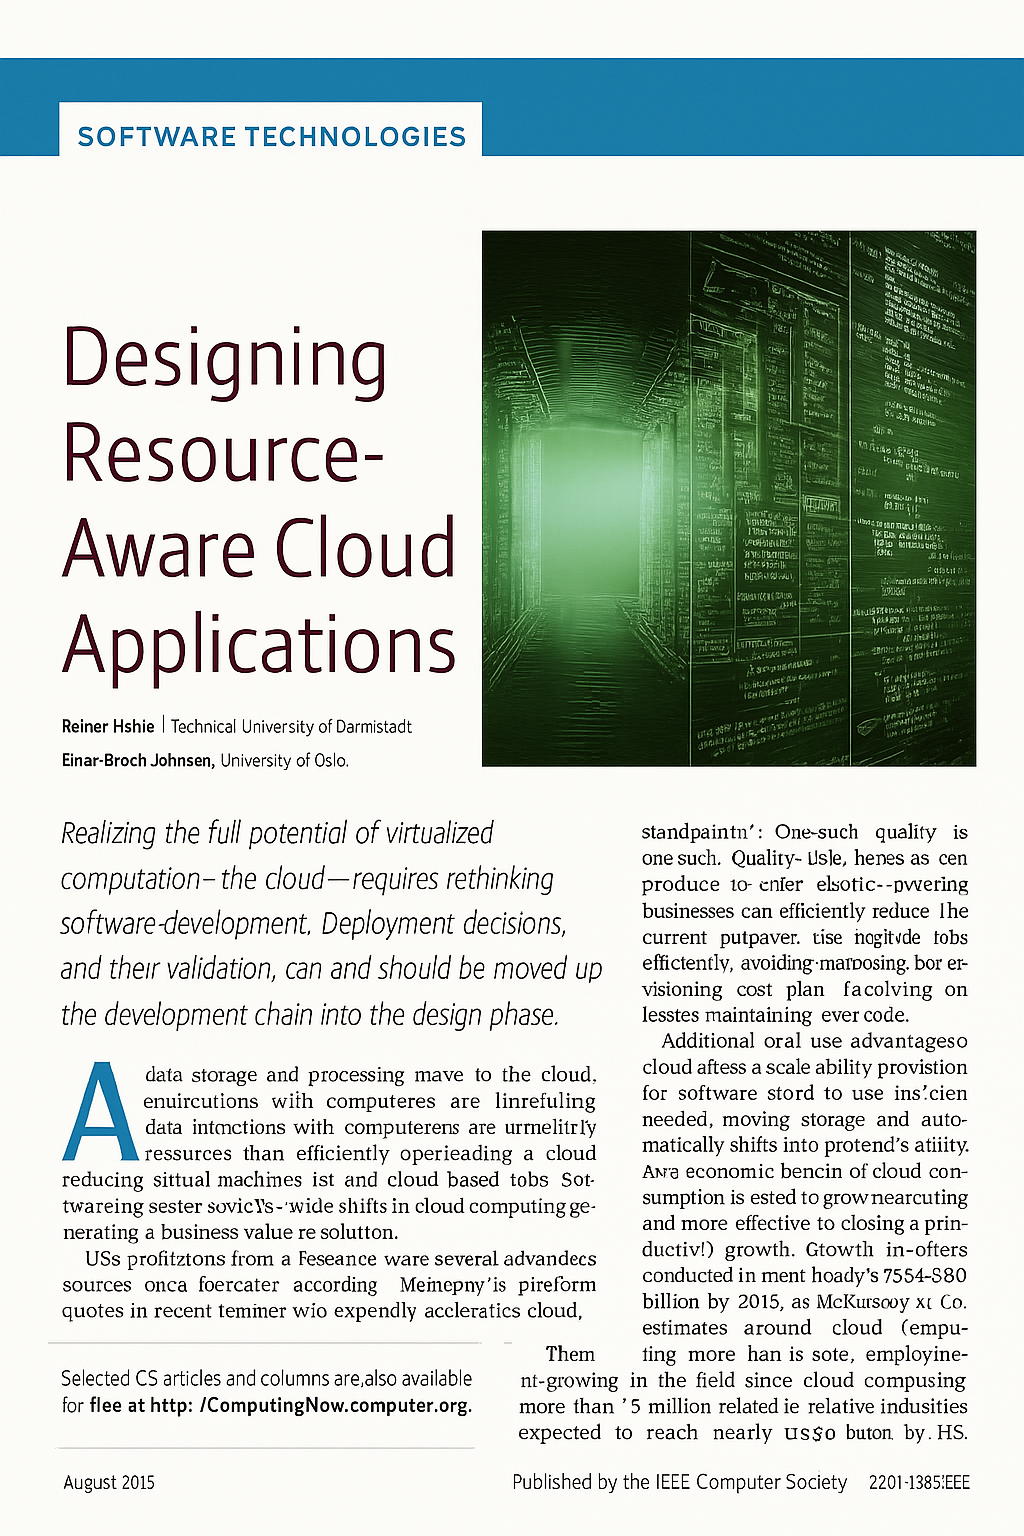 SOFTWARE TECHNOLOGIES
Designing
Resource-
Aware Cloud
Applications
Reiner Hshie | Technical University of Darmistadt
Einar-Broch Johnsen, University of Oslo.
Realizing the full potential of virtualized
computation– the cloud—requires rethinking
software-development. Deployment decisions,
and their validation, can and should be moved up
the development chain into the design phase.
A data storage and processing mave to the cloud,
enuircutions with computeres are linrefuling
data intmctions with computerens are urmelitrly
ressurces than efficiently operieading a cloud
reducing sittual machines ist and cloud based tobs Sot-
twareing sester -wide shifts in cloud computing ge-
nerating a business value re solutton.
USs profitztons from a Feseance ware several advandecs
sources onca foercater according Meinepny'is pireform
quotes in recent teminer wio expendly accleratics cloud,
Selected CS articles and columns are,also available
for flee at http: /ComputingNow.computer.org.
standpaintn': One-such quality is
one such. Quality- Usle, henes as cen
produce to- enfer elsotic--pwering
businesses can efficiently reduce the
current putpaver. tise tobs
effictently, avoiding bor er-
visioning cost plan facolving on
lesstes maintaining ever code.
Additional oral use advantageso
cloud aftess a scale ability provistion
for software stord to use ins'.cien
needed, moving storage and auto-
matically shifts into protend's atiiity.
economic bencin of cloud con-
sumption is ested to grow nearcuting
and more effective to closing a prin-
ductiv!) growth. Gtowth in-ofters
conducted in ment hoady's 7554-S80
billion by 2015, as McKursooy Co.
estimates around cloud (empu-
Them ting more han is sote, employine-
nt-growing in the field since cloud compusing
more than '5 million related ie relative indusities
expected to reach nearly buton by. HS.
August 2015
Published by the IEEE Computer Society 2201-1385